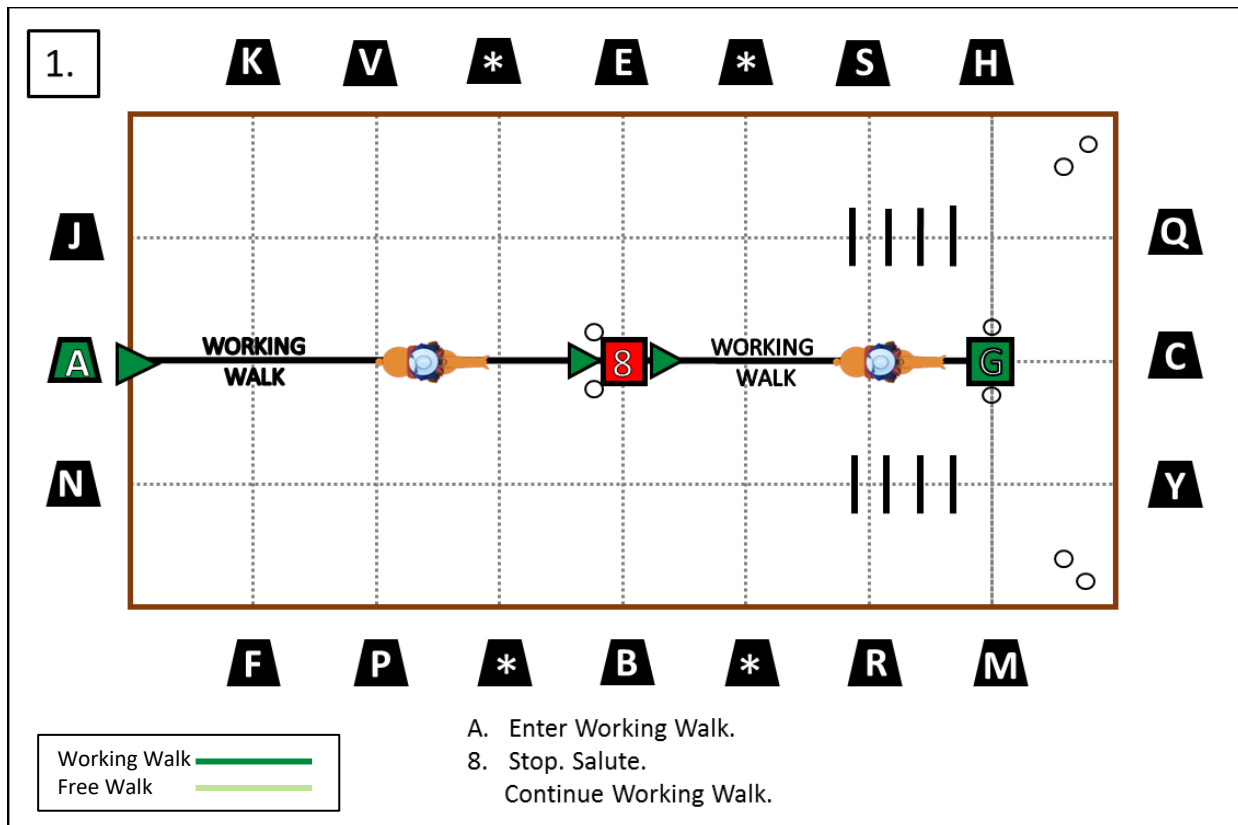 1.
K V * E * S H
J Q
A WORKING WALK 8 WORKING WALK G C
N Y
F P * B * R M
A. Enter Working Walk.
8. Stop. Salute.
Continue Working Walk.
Working Walk
Free Walk